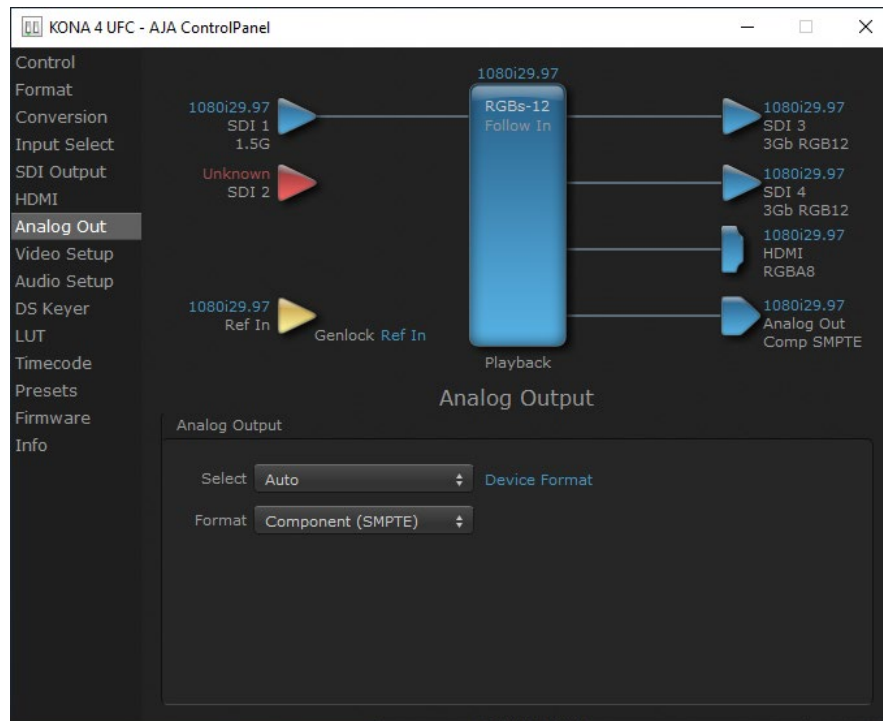 KONA 4 UFC - AJA ControlPanel
Control
Format
Conversion
Input Select
SDI Output
HDMI
Analog Out
Video Setup
Audio Setup
DS Keyer
LUT
Timecode
Presets
Firmware
Info
1080i29.97
SDI 1
1.5G
Unknown
SDI 2
1080i29.97
Ref In
Genlock Ref In
1080i29.97
RGBs-12
Follow In
Playback
1080i29.97
SDI 3
3Gb RGB12
1080i29.97
SDI 4
3Gb RGB12
1080i29.97
HDMI
RGBA8
1080i29.97
Analog Out
Comp SMPTE
Analog Output
Analog Output
Select Auto Device Format
Format Component (SMPTE)